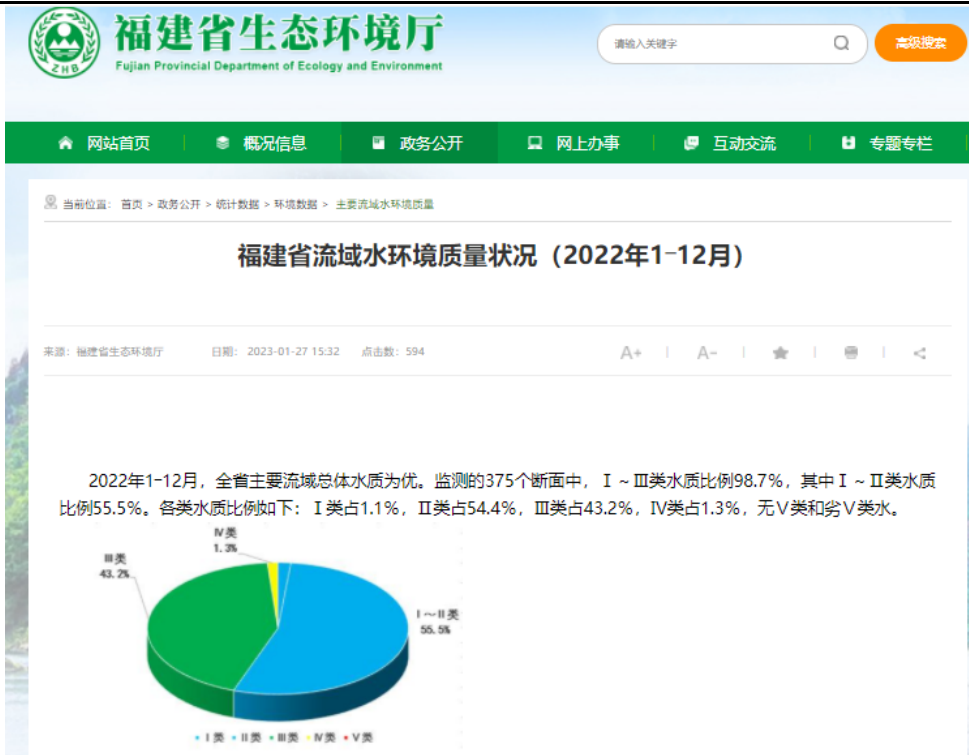 福建省生态环境厅
Fujian Provincial Department of Ecology and Environment
ZHB
请输入关键字
高级搜索
网站首页
概况信息
政务公开
网上办事
互动交流
专题专栏
当前位置： 首页 > 政务公开 > 统计数据 > 环境数据 > 主要流域水环境质量
福建省流域水环境质量状况（2022年1-12月）
来源：福建省生态环境厅 日期： 2023-01-27 15:32 点击数：594
A+ A-
2022年1-12月，全省主要流域总体水质为优。监测的375个断面中，Ⅰ～Ⅲ类水质比例98.7%，其中Ⅰ～Ⅱ类水质
比例55.5%。各类水质比例如下：Ⅰ类占1.1%，Ⅱ类占54.4%，Ⅲ类占43.2%，Ⅳ类占1.3%，无Ⅴ类和劣Ⅴ类水。
Ⅳ类
1.3%
Ⅲ类
43.2%
Ⅰ～Ⅱ类
55.5%
Ⅰ类 Ⅱ类 Ⅲ类 Ⅳ类 Ⅴ类